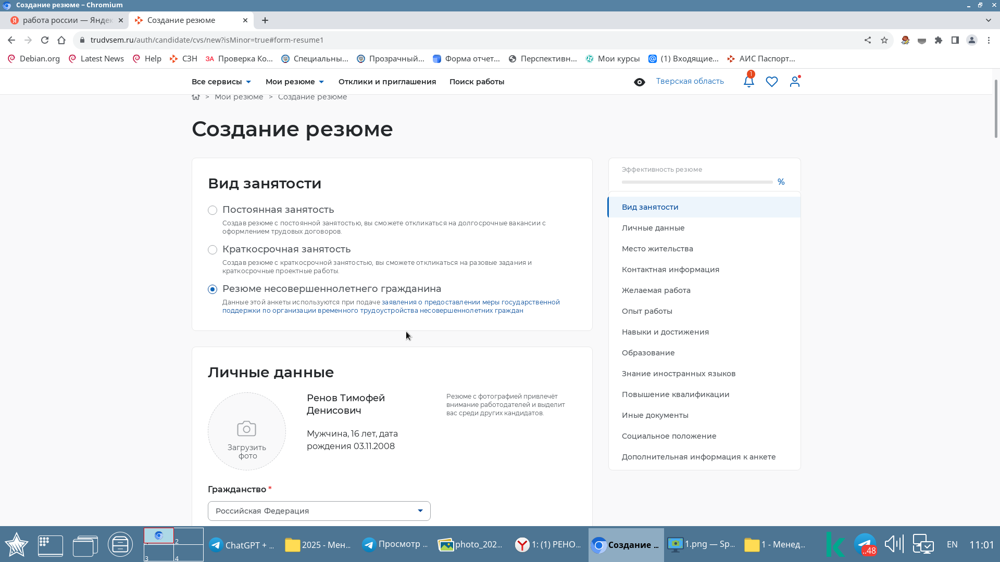 Создание резюме – Chromium
работа россии — Яндек
Создание резюме
trudvsem.ru/auth/candidate/cvs/new?isMinor=true#form-resume1
Debian.org
Latest News
Help
СЗН
ЗА Проверка Ко...
Специальны...
Прозрачный...
Форма отчет...
Перспективн...
Мои курсы
(1) Входящие...
АИС Паспорт...
Все сервисы
Мои резюме
Отклики и приглашения
Поиск работы
Тверская область
1
> Мои резюме > Создание резюме
Создание резюме
Вид занятости
Постоянная занятость
Создав резюме с постоянной занятостью, вы сможете откликаться на долгосрочные вакансии с
оформлением трудовых договоров.
Краткосрочная занятость
Создав резюме с краткосрочной занятостью, вы сможете откликаться на разовые задания и
краткосрочные проектные работы.
Резюме несовершеннолетнего гражданина
Данные этой анкеты используются при подаче заявления о предоставлении меры государственной
поддержки по организации временного трудоустройства несовершеннолетних граждан
Личные данные
Загрузить
фото
Ренов Тимофей
Денисович
Мужчина, 16 лет, дата
рождения 03.11.2008
Резюме с фотографией привлечёт
внимание работодателей и выделит
вас среди других кандидатов.
Гражданство *
Российская Федерация
Эффективность резюме
%
Вид занятости
Личные данные
Место жительства
Контактная информация
Желаемая работа
Опыт работы
Навыки и достижения
Образование
Знание иностранных языков
Повышение квалификации
Иные документы
Социальное положение
Дополнительная информация к анкете
2
3
4
ChatGPT + ...
2025 - Мен...
Просмотр ...
photo_202...
1: (1) РЕНО...
Создание ...
1.png — Sp...
1 - Менед...
..48
EN
11:01